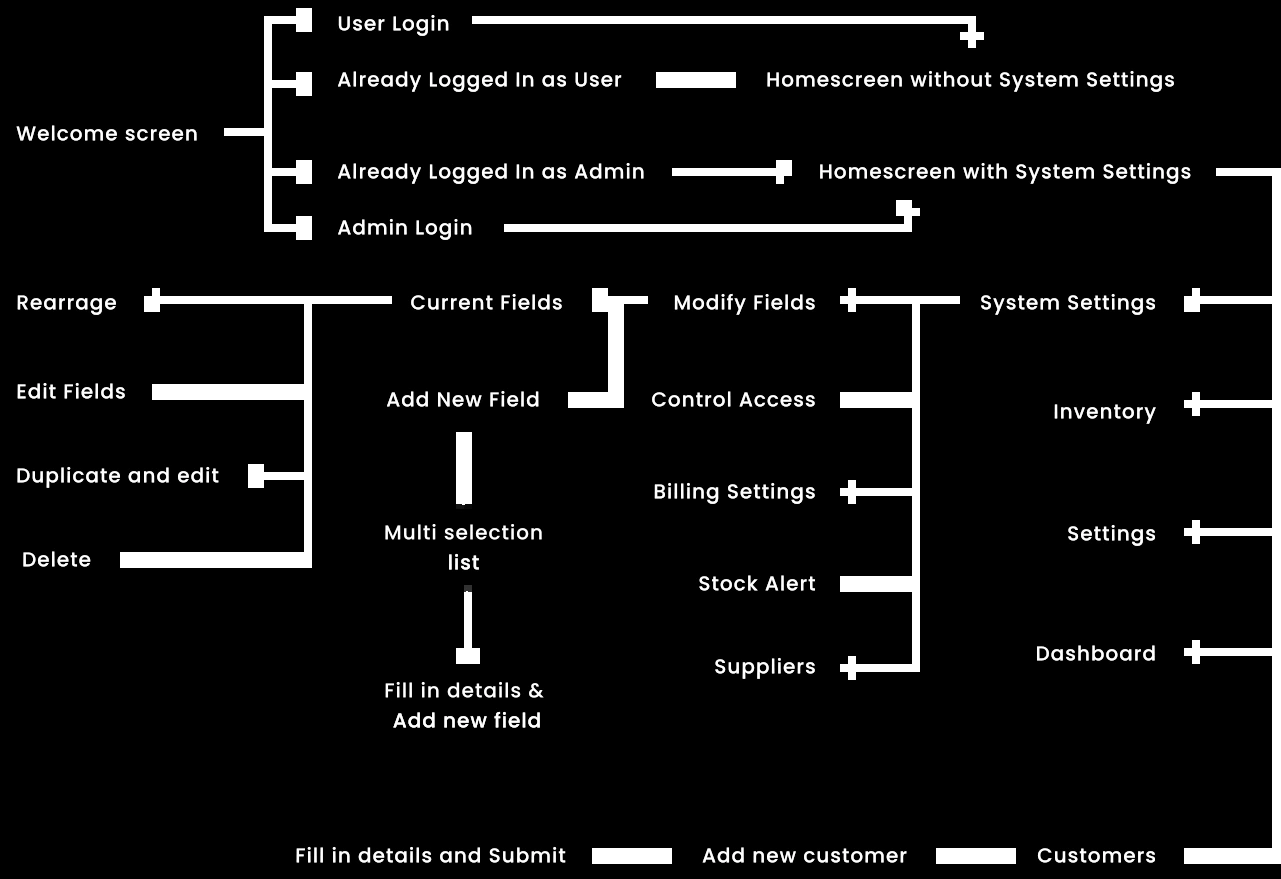 User Login
Already Logged In as User
Homescreen without System Settings
Welcome screen
Already Logged In as Admin
Homescreen with System Settings
Admin Login
Rearrage
Current Fields
Modify Fields
System Settings
Edit Fields
Add New Field
Control Access
Inventory
Duplicate and edit
Billing Settings
Multi selection
list
Settings
Delete
Stock Alert
Suppliers
Dashboard
Fill in details &
Add new field
Fill in details and Submit
Add new customer
Customers